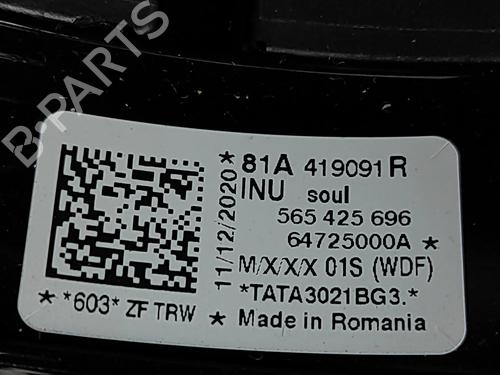 B-PARTS
*81A 419091R
INU soul
565 425 696
64725000A *
M/X/X/X 01S (WDF)
*TATA3021BG3.*
* Made in Romania
11/12/2020
* *603* ZF TRW